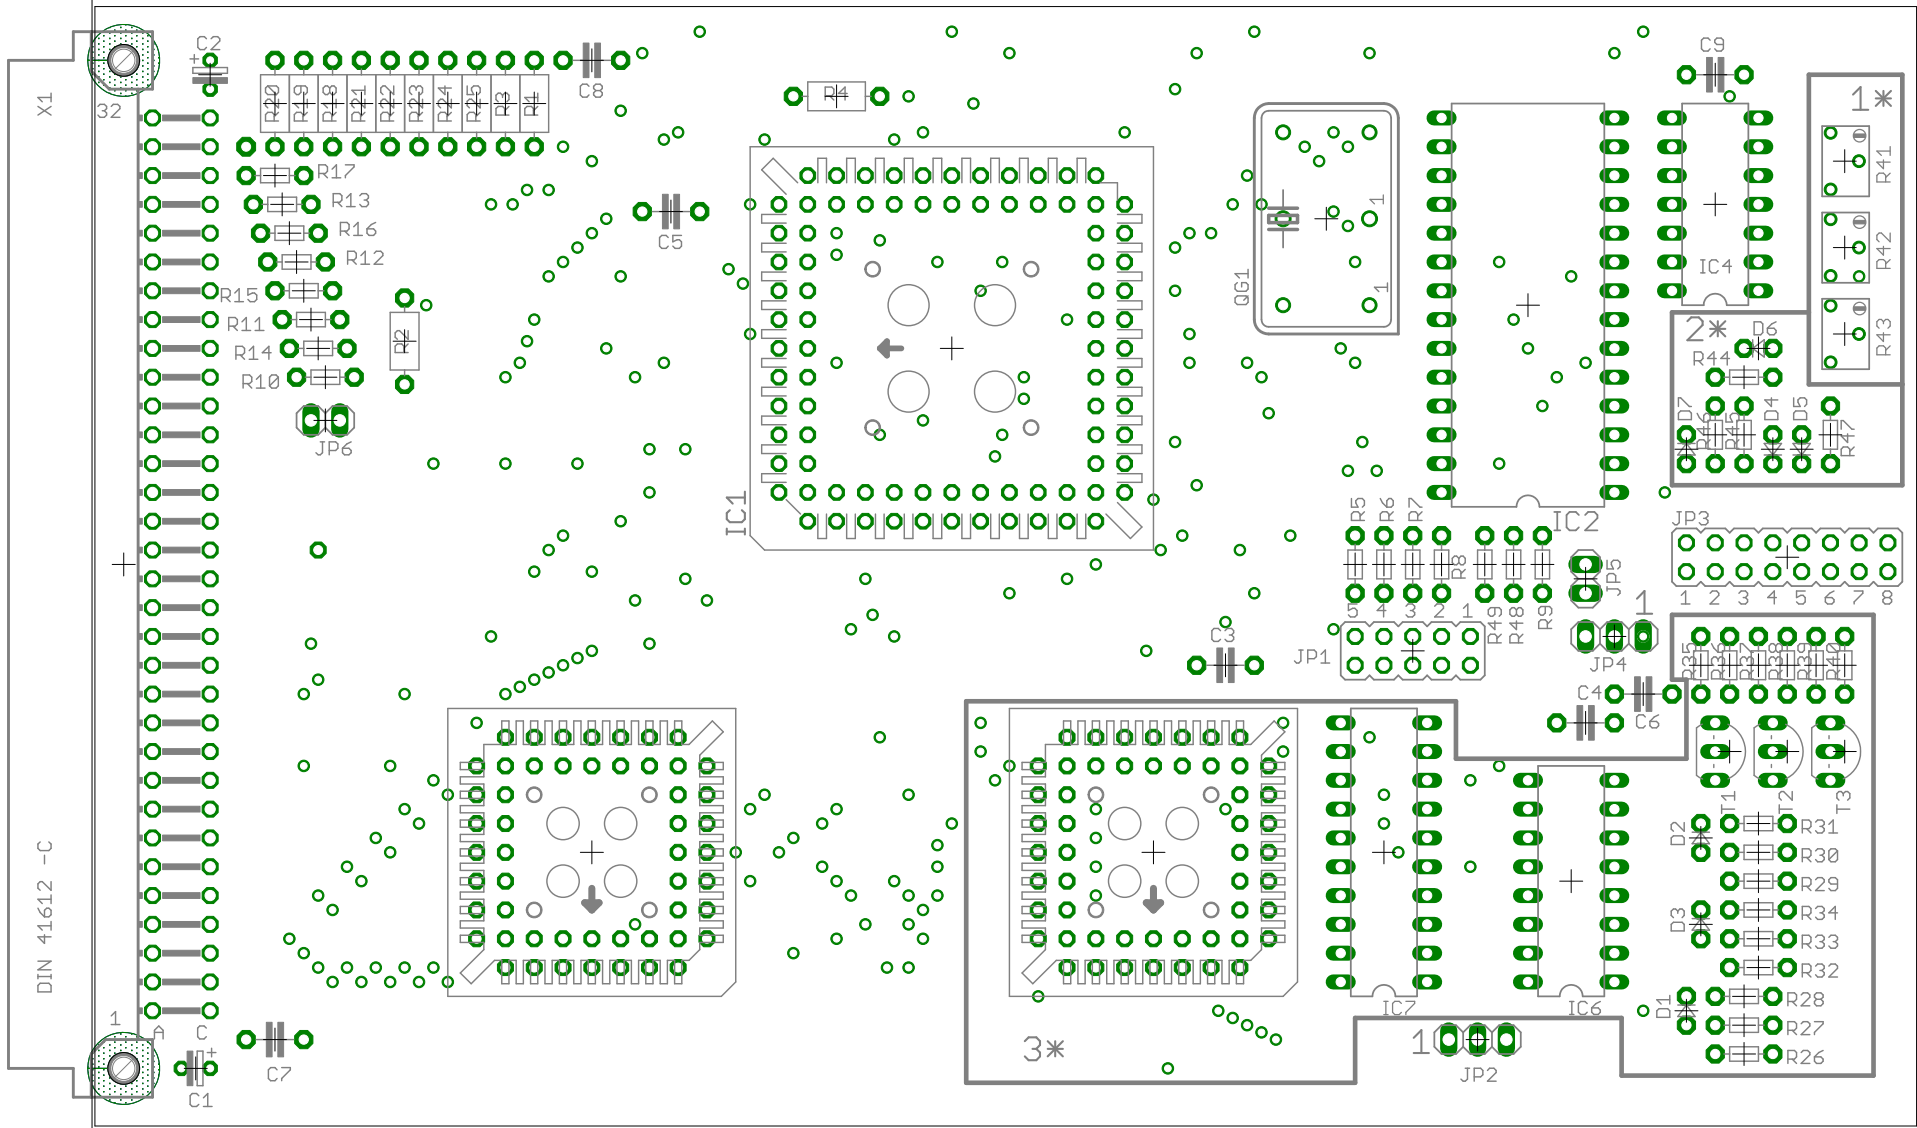 C2
+
X1
32
R20
R19
R18
R21
R22
R23
R24
R25
R3
R1
C8
R4
C9
1*
R41
R42
R43
R17
R13
R16
R12
R15
R11
R14
R10
R2
JP6
C5
IC1
QG1
1
1
IC4
2*
D6
R44
D7
R46
R45
D4
D5
R47
IC2
JP3
1 2 3 4 5 6 7 8
R5
R6
R7
R8
R49
R48
R9
JP5
1
JP4
5 4 3 2 1
JP1
C3
C4
C6
R35
R36
R37
R38
R39
R40
T1
T2
T3
D2
R31
R30
R29
D3
R34
R33
R32
D1
R28
R27
R26
IC7
IC6
3*
1
JP2
DIN 41612 -C
1
A
C
C7
+
C1